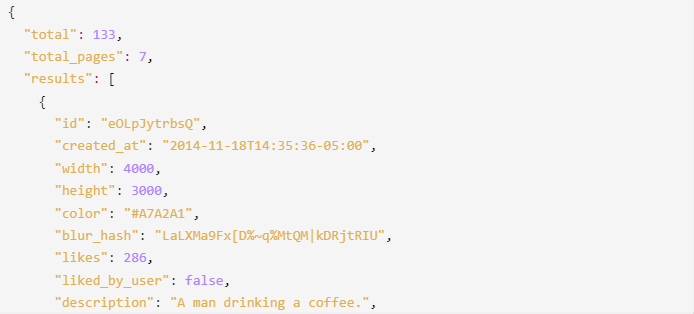 {
"total": 133,
"total_pages": 7,
"results": [
{
"id": "eOLpJytrbsQ",
"created_at": "2014-11-18T14:35:36-05:00",
"width": 4000,
"height": 3000,
"color": "#A7A2A1",
"blur_hash": "LaLXMa9Fx[D%~q%MtQM|kDRjtRIU",
"likes": 286,
"liked_by_user": false,
"description": "A man drinking a coffee.",